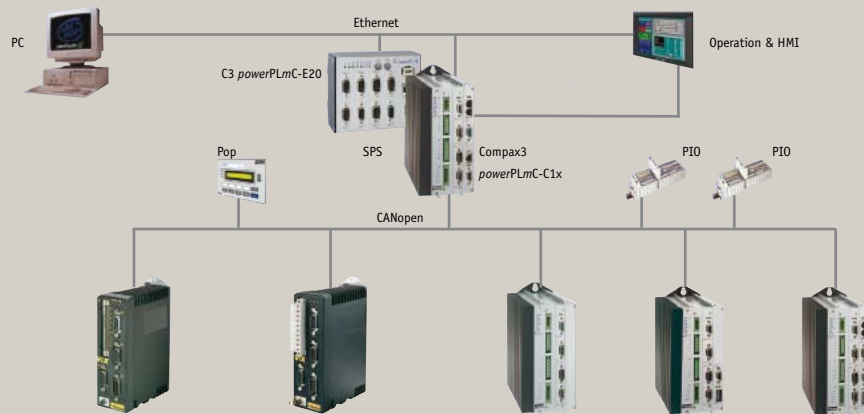 Ethernet
PC
Operation & HMI
C3 powerPLmC-E20
Pop
SPS
Compax3
PIO
PIO
powerPLmC-C1x
CANopen